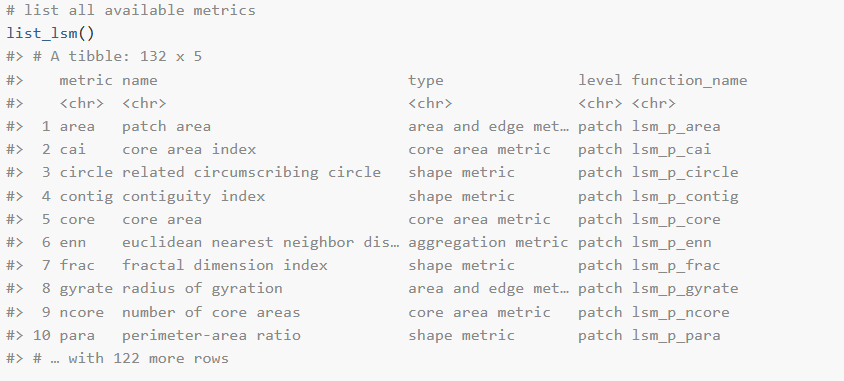 # list all available metrics
list_lsm()
#> # A tibble: 132 x 5
#>    metric name                           type             level function_name
#>    <chr>  <chr>                          <chr>            <chr> <chr>
#>  1 area   patch area                     area and edge met… patch lsm_p_area
#>  2 cai    core area index                core area metric   patch lsm_p_cai
#>  3 circle related circumscribing circle  shape metric       patch lsm_p_circle
#>  4 contig contiguity index               shape metric       patch lsm_p_contig
#>  5 core   core area                      core area metric   patch lsm_p_core
#>  6 enn    euclidean nearest neighbor dis… aggregation metric patch lsm_p_enn
#>  7 frac   fractal dimension index        shape metric       patch lsm_p_frac
#>  8 gyrate radius of gyration             area and edge met… patch lsm_p_gyrate
#>  9 ncore  number of core areas           core area metric   patch lsm_p_ncore
#> 10 para   perimeter-area ratio           shape metric       patch lsm_p_para
#> # … with 122 more rows